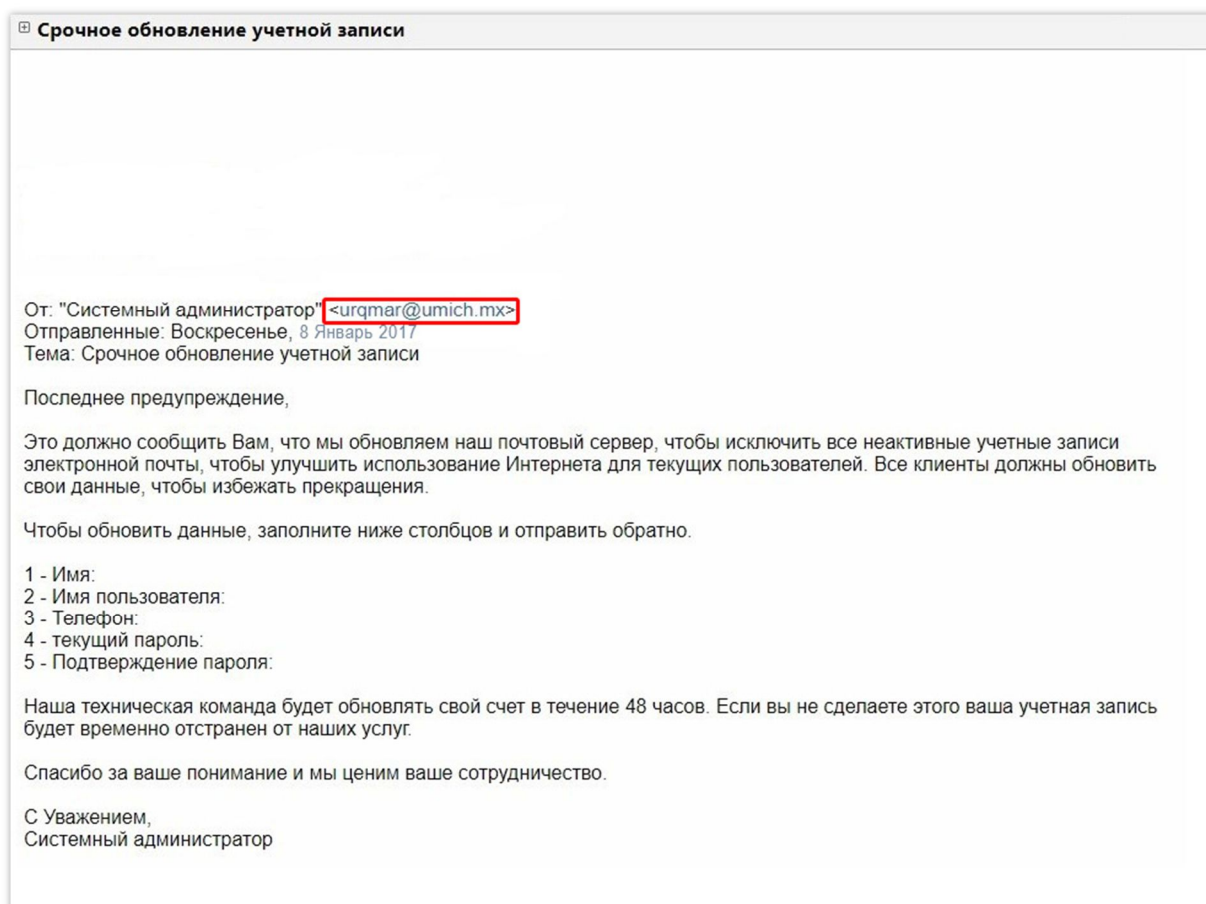 Срочное обновление учетной записи
От: "Системный администратор" <urqmar@umich.mx>
Отправленные: Воскресенье, 8 Январь 2017
Тема: Срочное обновление учетной записи
Последнее предупреждение,
Это должно сообщить Вам, что мы обновляем наш почтовый сервер, чтобы исключить все неактивные учетные записи
электронной почты, чтобы улучшить использование Интернета для текущих пользователей. Все клиенты должны обновить
свои данные, чтобы избежать прекращения.
Чтобы обновить данные, заполните ниже столбцов и отправить обратно.
1 - Имя:
2 - Имя пользователя:
3 - Телефон:
4 - текущий пароль:
5 - Подтверждение пароля:
Наша техническая команда будет обновлять свой счет в течение 48 часов. Если вы не сделаете этого ваша учетная запись
будет временно отстранен от наших услуг.
Спасибо за ваше понимание и мы ценим ваше сотрудничество.
С Уважением,
Системный администратор